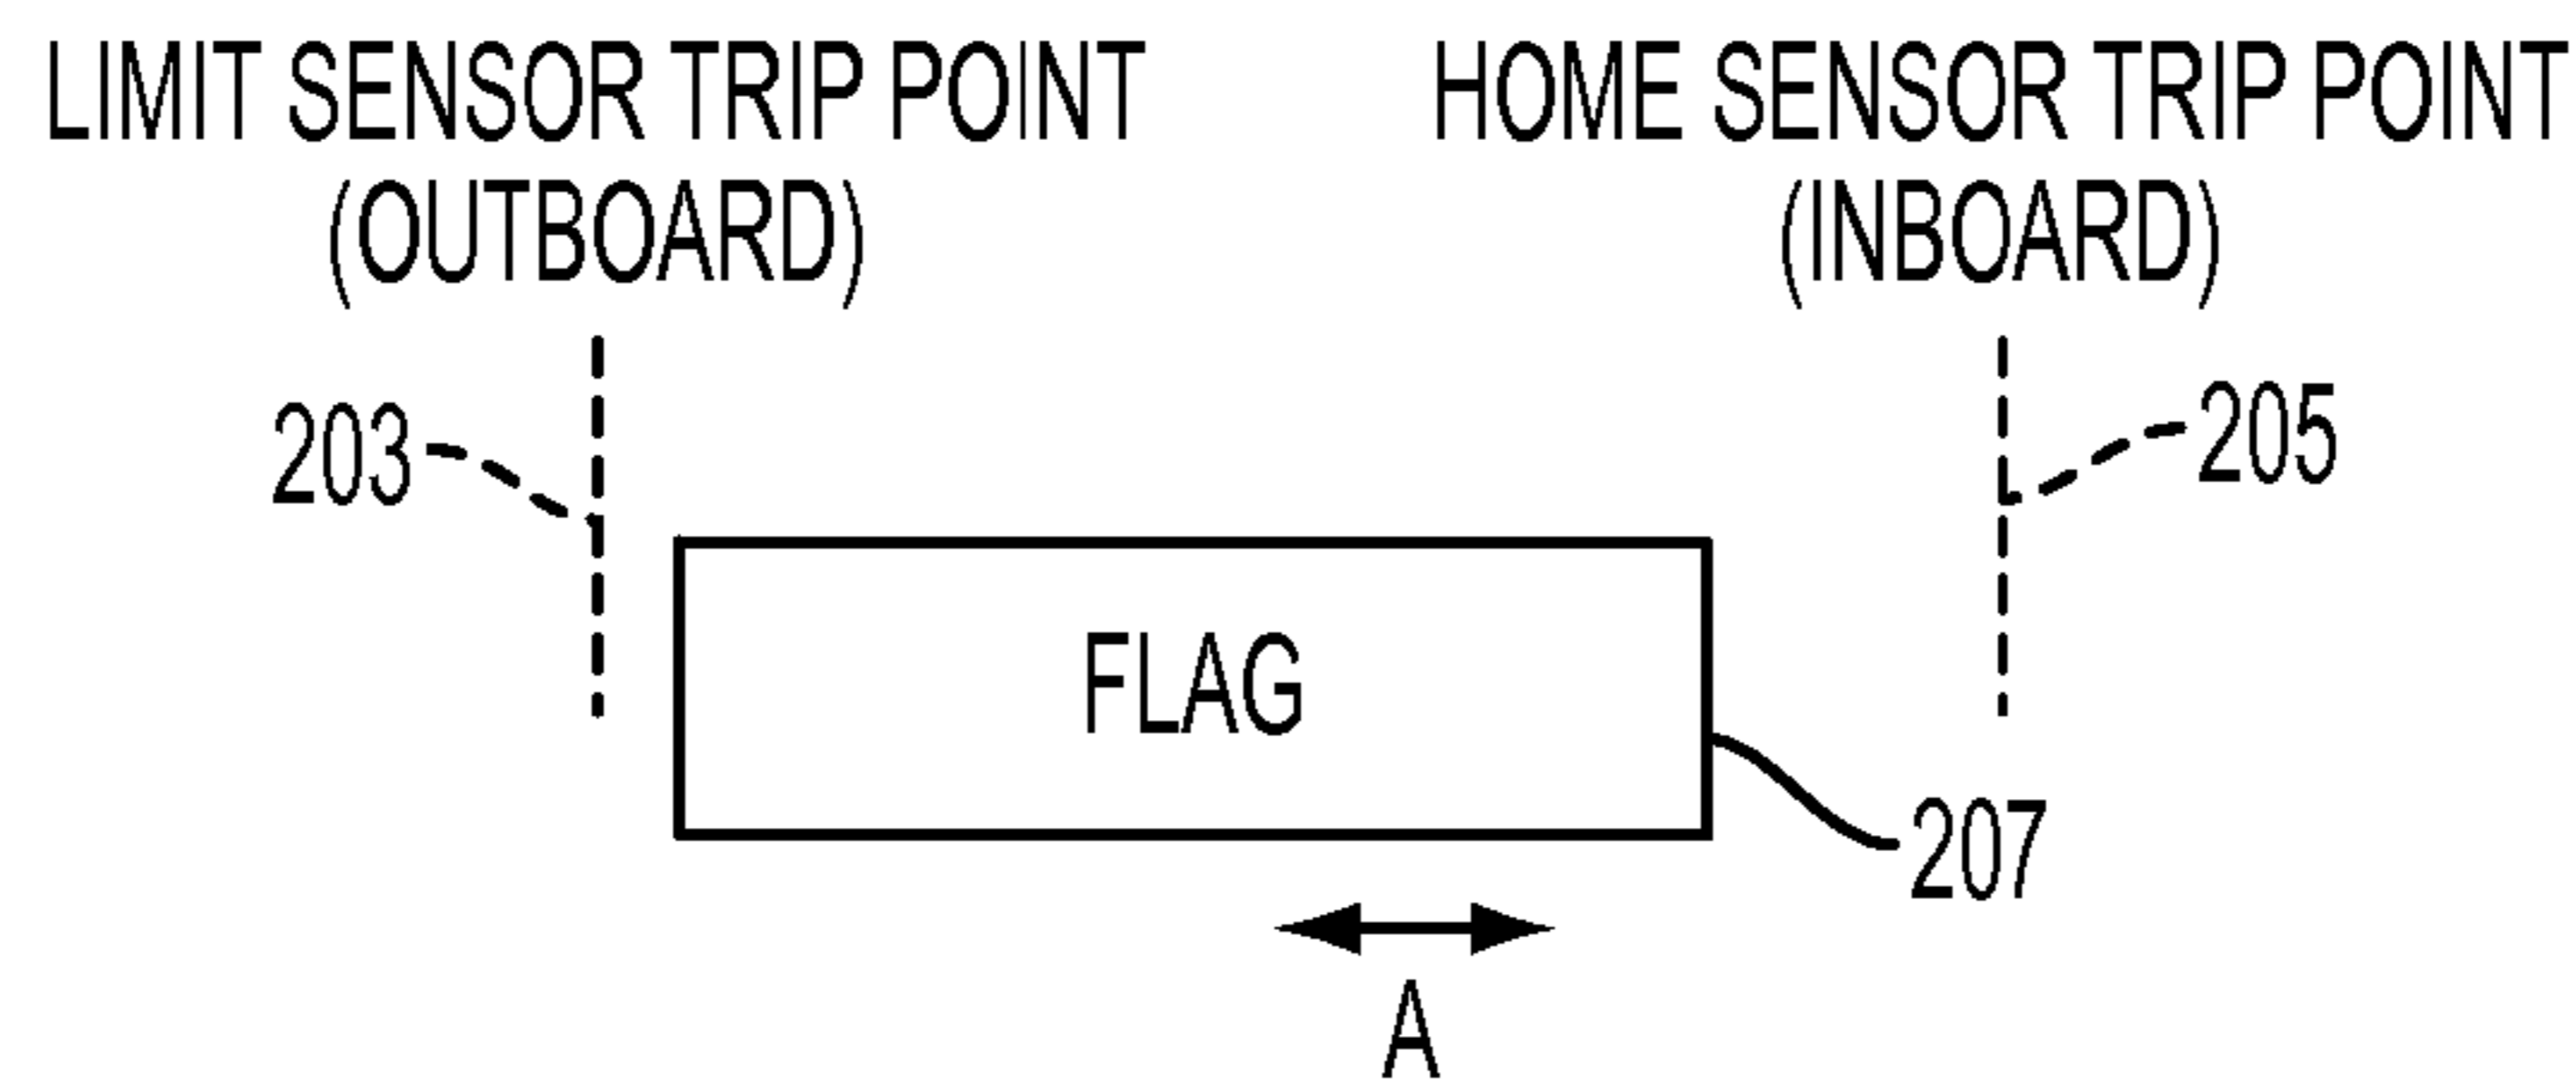 LIMIT SENSOR TRIP POINT
(OUTBOARD)
HOME SENSOR TRIP POINT
(INBOARD)
203
205
FLAG
207
A